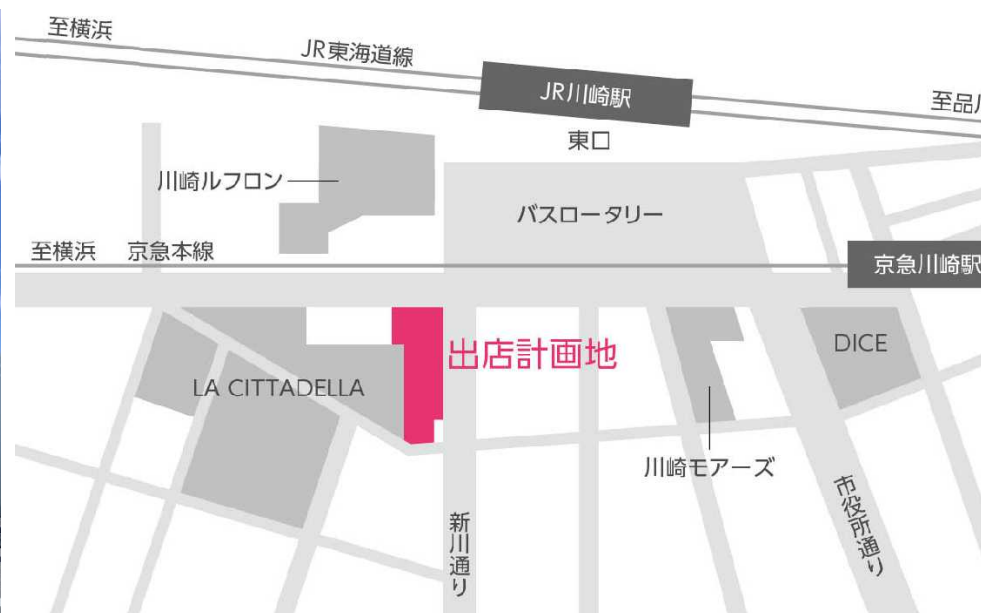 至横浜
JR東海道線
JR川崎駅
至品川
東口
川崎ルフロン
バスロータリー
至横浜 京急本線
京急川崎駅
出店計画地
DICE
LA CITTADELLA
川崎モアーズ
新川通り
市役所通り